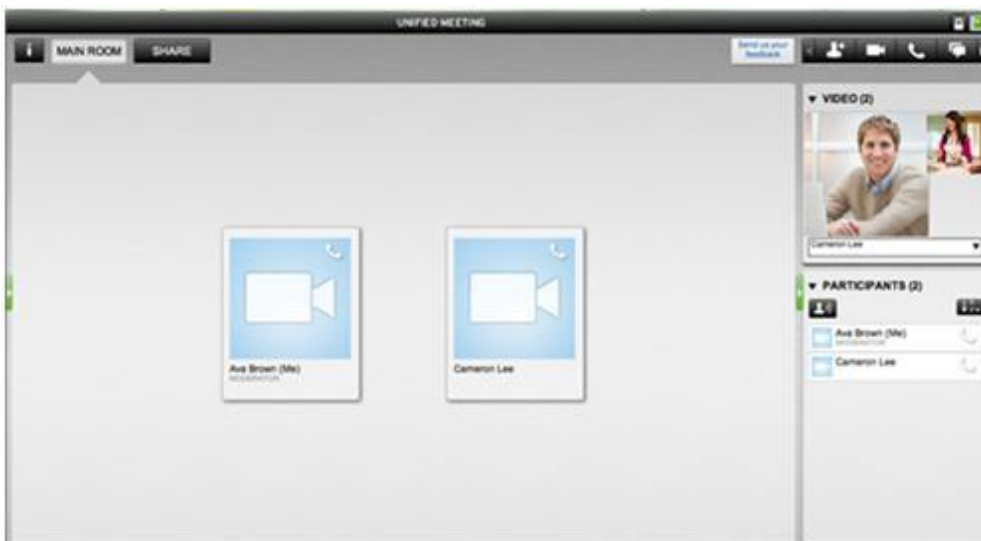 UNIFIED MEETING
i
MAIN ROOM
SHARE
Send us your
feedback
VIDEO (2)
Cameron Lee
PARTICIPANTS (2)
Ava Brown (Me)
MODERATOR
Cameron Lee
Ava Brown (Me)
MODERATOR
Cameron Lee